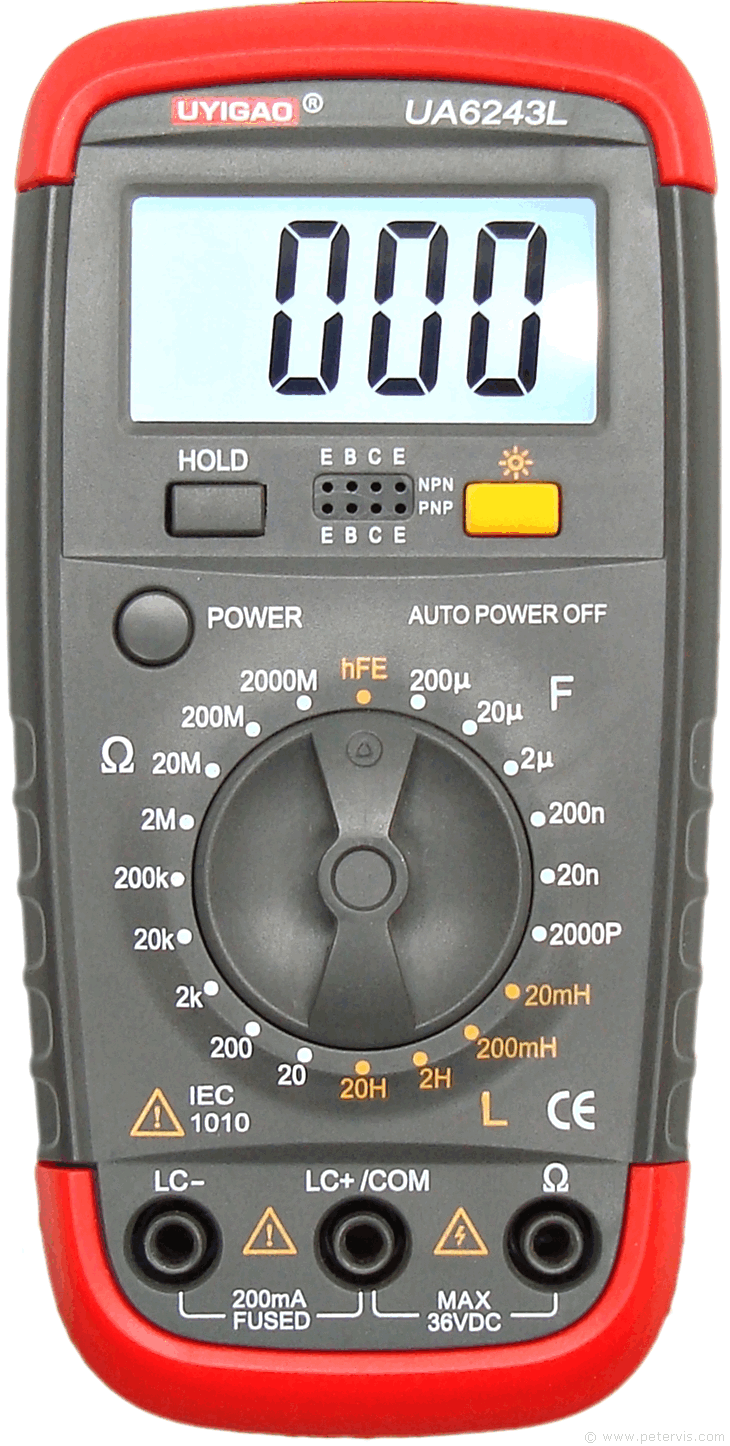 UYIGAO ® UA6243L
000
HOLD
E B C E
NPN
PNP
E B C E
POWER
AUTO POWER OFF
hFE
2000M
200μ
F
200M
20μ
Ω
20M
2μ
2M
200n
200k
20n
20k
2000P
2k
20mH
200
200mH
20
20H
2H
IEC
1010
L
CE
LC-
LC+/COM
Ω
200mA
FUSED
MAX
36VDC
© www.petervis.com